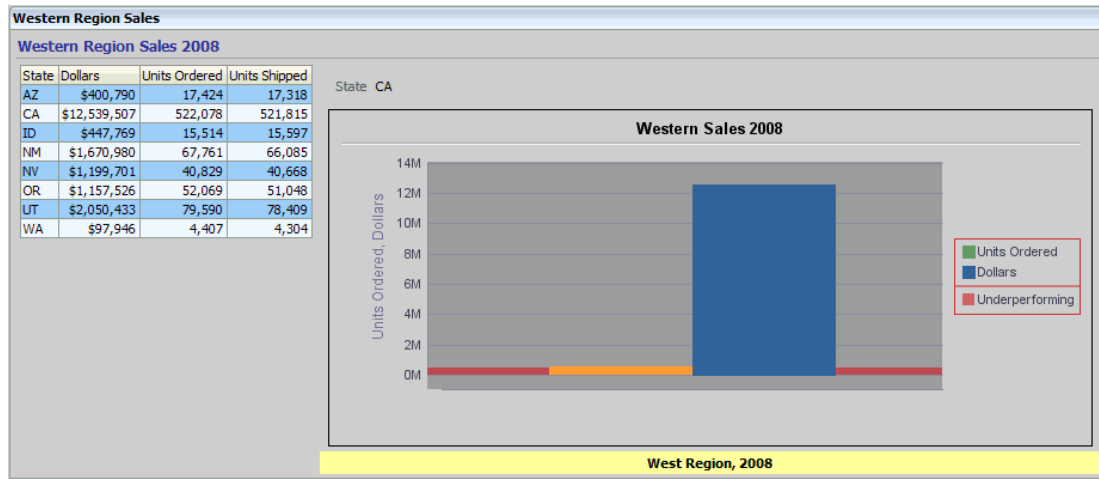 Western Region Sales
Western Region Sales 2008
State Dollars Units Ordered Units Shipped
AZ $400,790 17,424 17,318
CA $12,539,507 522,078 521,815
ID $447,769 15,514 15,597
NM $1,670,980 67,761 66,085
NV $1,199,701 40,829 40,668
OR $1,157,526 52,069 51,048
UT $2,050,433 79,590 78,409
WA $97,946 4,407 4,304
State CA
Western Sales 2008
Units Ordered, Dollars
14M
12M
10M
8M
6M
4M
2M
0M
Units Ordered
Dollars
Underperforming
West Region, 2008